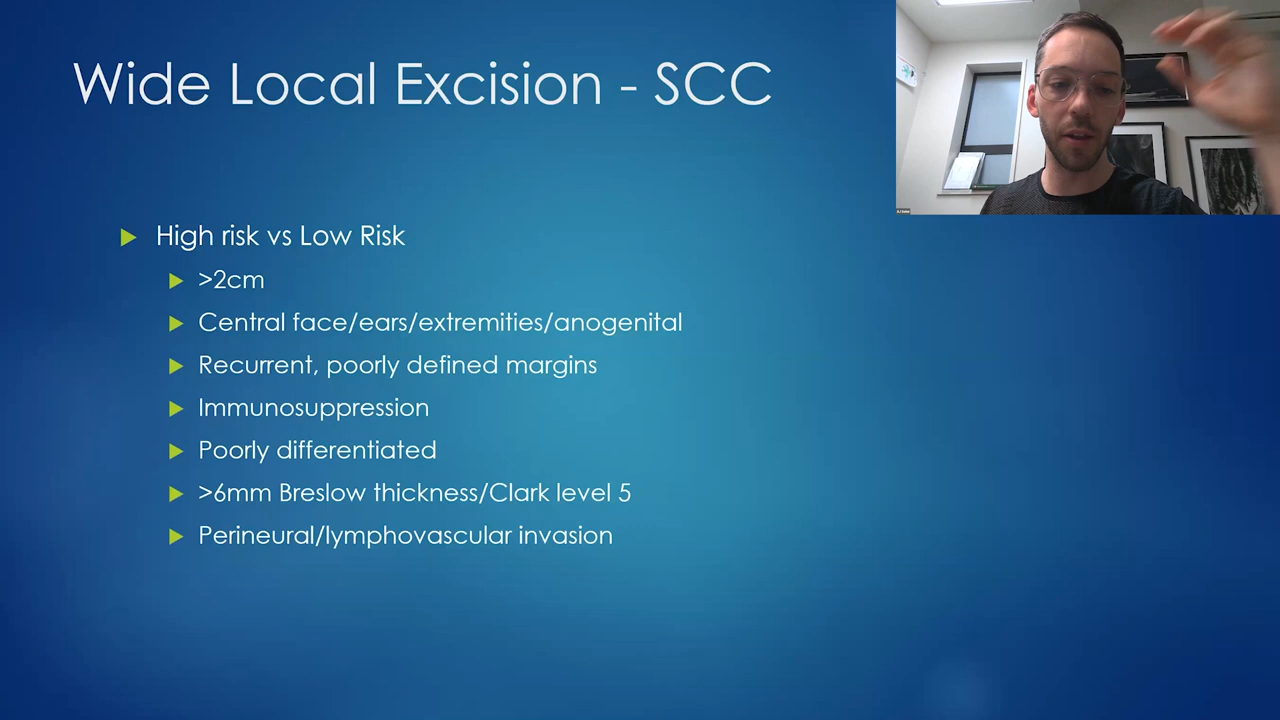 Wide Local Excision - SCC
High risk vs Low Risk
>2cm
Central face/ears/extremities/anogenital
Recurrent, poorly defined margins
Immunosuppression
Poorly differentiated
>6mm Breslow thickness/Clark level 5
Perineural/lymphovascular invasion